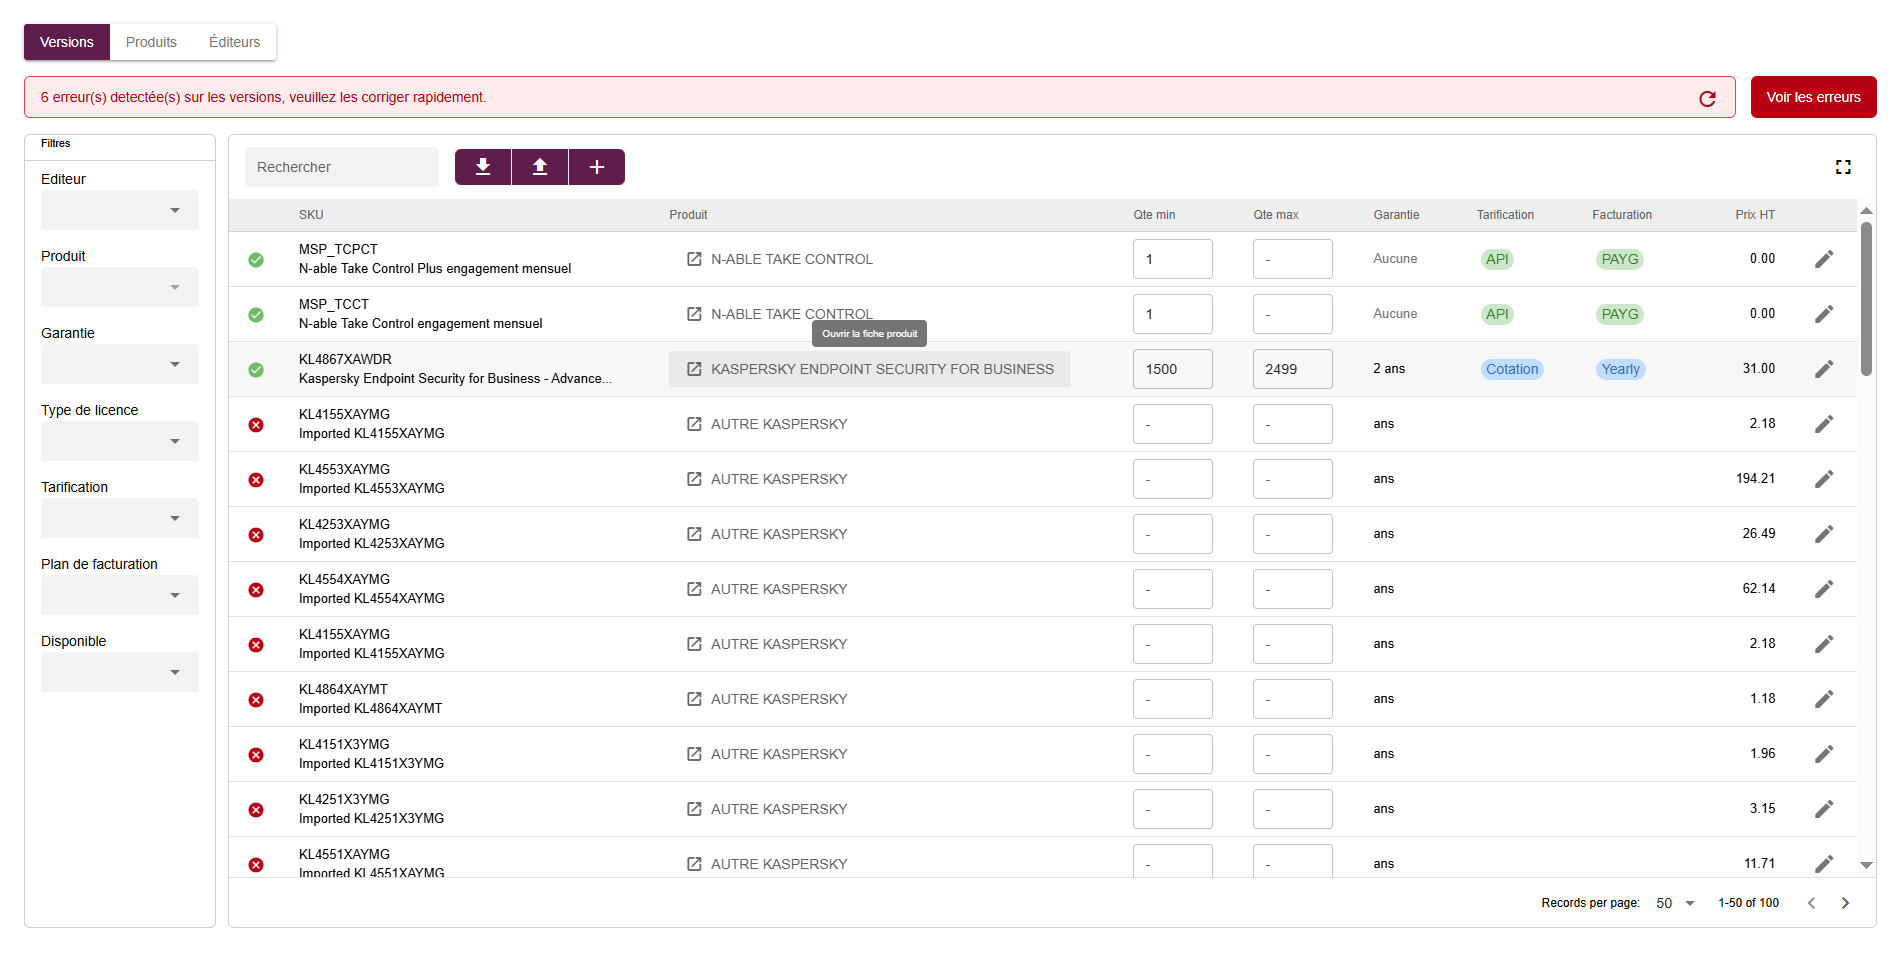 Versions Produits Éditeurs
6 erreur(s) detectée(s) sur les versions, veuillez les corriger rapidement.
Voir les erreurs
Filtres
Editeur
Produit
Garantie
Type de licence
Tarification
Plan de facturation
Disponible
Rechercher
SKU Produit Qte min Qte max Garantie Tarification Facturation Prix HT
MSP_TCPCT
N-able Take Control Plus engagement mensuel
N-ABLE TAKE CONTROL 1 - Aucune API PAYG 0.00
MSP_TCCT
N-able Take Control engagement mensuel
N-ABLE TAKE CONTROL 1 - Aucune API PAYG 0.00
Ouvrir la fiche produit
KL4867XAWDR
Kaspersky Endpoint Security for Business - Advance...
KASPERSKY ENDPOINT SECURITY FOR BUSINESS 1500 2499 2 ans Cotation Yearly 31.00
KL4155XAYMG
Imported KL4155XAYMG
AUTRE KASPERSKY - - ans 2.18
KL4553XAYMG
Imported KL4553XAYMG
AUTRE KASPERSKY - - ans 194.21
KL4253XAYMG
Imported KL4253XAYMG
AUTRE KASPERSKY - - ans 26.49
KL4554XAYMG
Imported KL4554XAYMG
AUTRE KASPERSKY - - ans 62.14
KL4155XAYMG
Imported KL4155XAYMG
AUTRE KASPERSKY - - ans 2.18
KL4864XAYMT
Imported KL4864XAYMT
AUTRE KASPERSKY - - ans 1.18
KL4151X3YMG
Imported KL4151X3YMG
AUTRE KASPERSKY - - ans 1.96
KL4251X3YMG
Imported KL4251X3YMG
AUTRE KASPERSKY - - ans 3.15
KL4551XAYMG
Imported KL4551XAYMG
AUTRE KASPERSKY - - ans 11.71
Records per page: 50 1-50 of 100